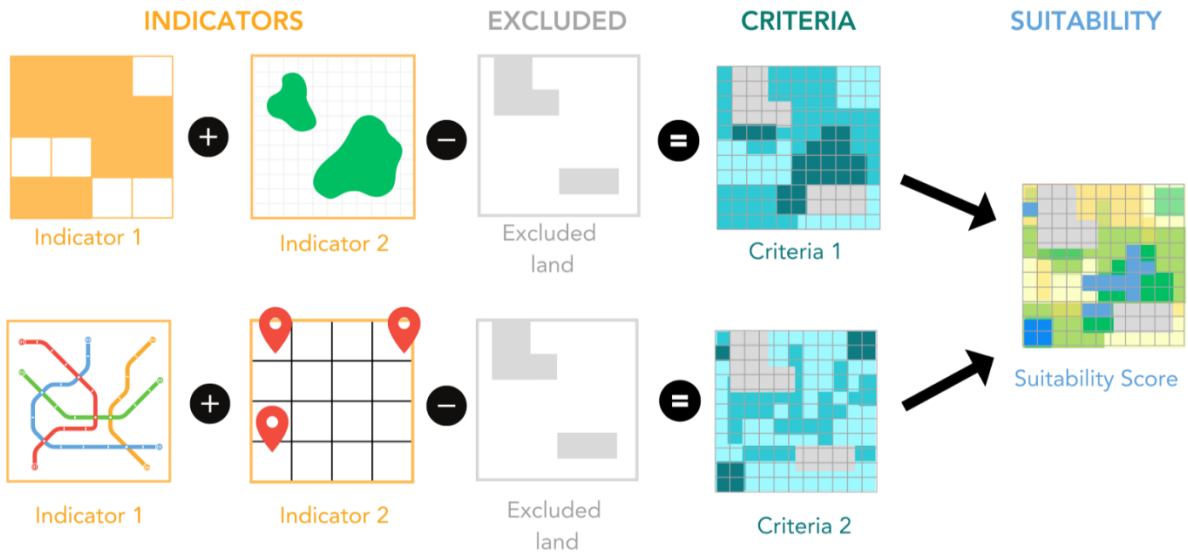 INDICATORS
EXCLUDED
CRITERIA
SUITABILITY
Indicator 1
Indicator 2
Excluded
land
Criteria 1
Suitability Score
Indicator 1
Indicator 2
Excluded
land
Criteria 2